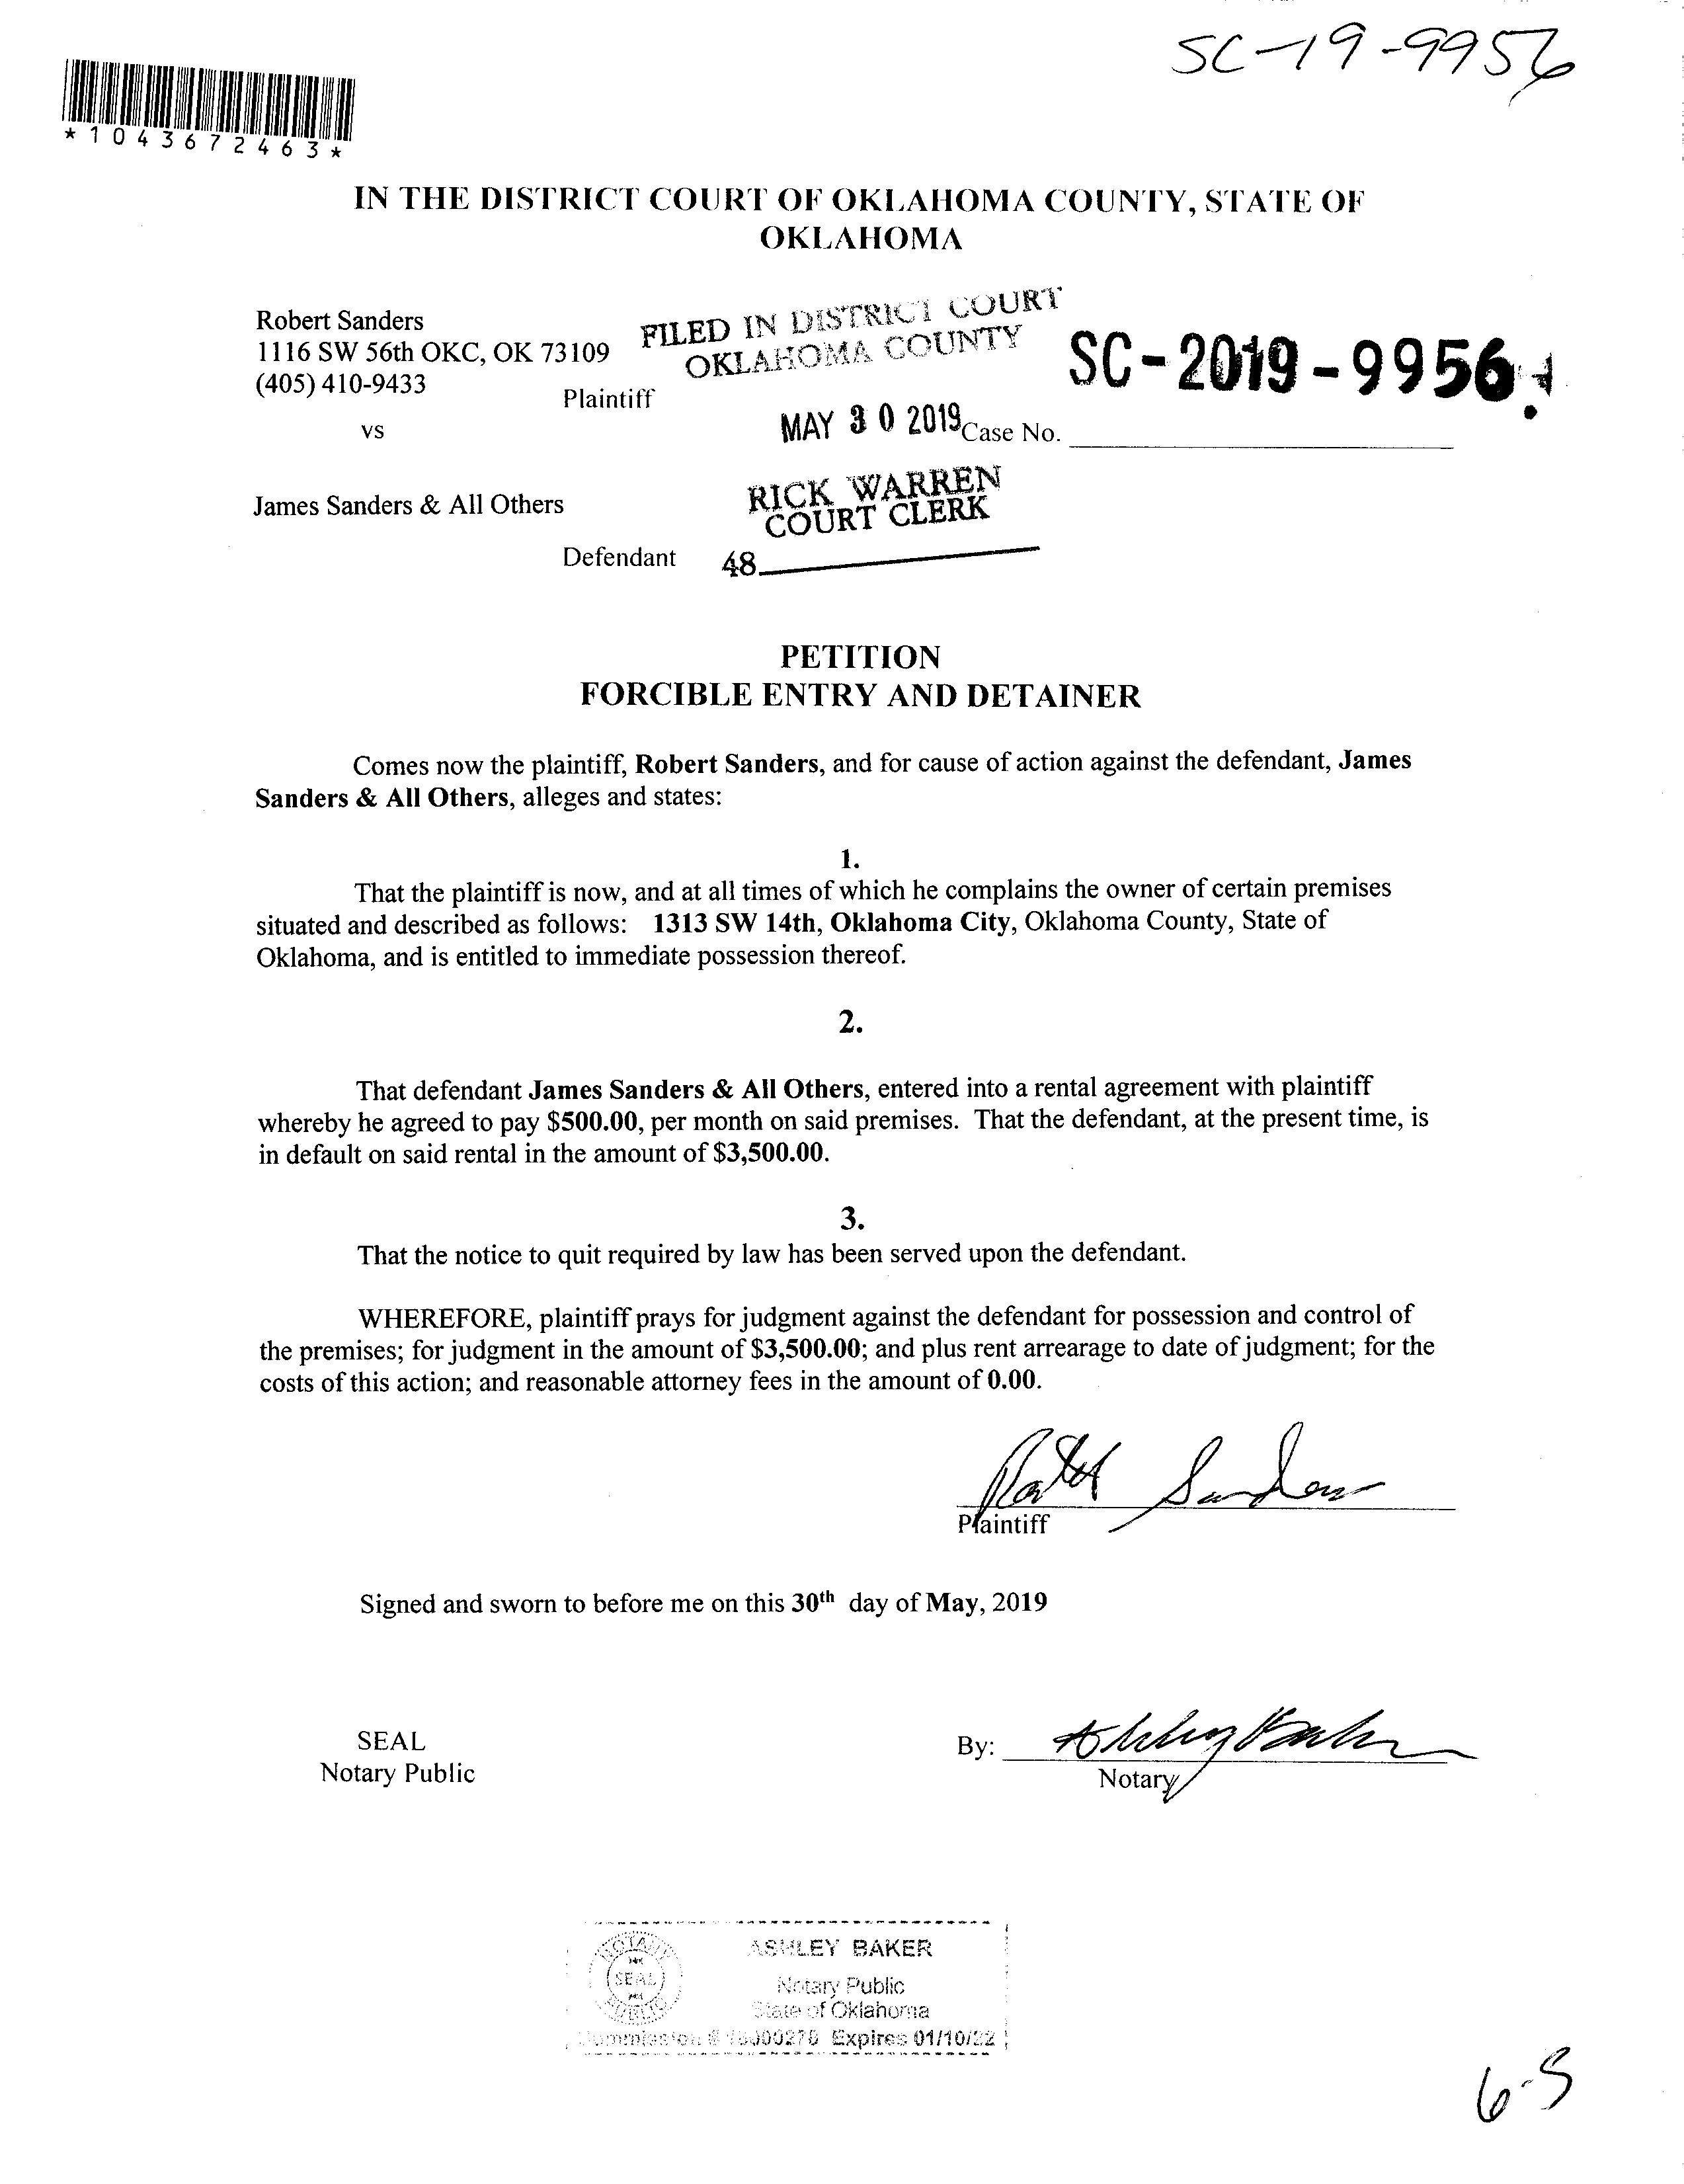 SC-19-9956
*1043672463*
IN THE DISTRICT COURT OF OKLAHOMA COUNTY, STATE OF
OKLAHOMA
Robert Sanders
1116 SW 56th OKC, OK 73109
(405) 410-9433
Plaintiff
vs
James Sanders & All Others
Defendant
FILED IN DISTRICT COURT
OKLAHOMA COUNTY
MAY 30 2019
RICK WARREN
COURT CLERK
48
SC-2019-9956
Case No.
PETITION
FORCIBLE ENTRY AND DETAINER
Comes now the plaintiff, Robert Sanders, and for cause of action against the defendant, James
Sanders & All Others, alleges and states:
1.
That the plaintiff is now, and at all times of which he complains the owner of certain premises
situated and described as follows: 1313 SW 14th, Oklahoma City, Oklahoma County, State of
Oklahoma, and is entitled to immediate possession thereof.
2.
That defendant James Sanders & All Others, entered into a rental agreement with plaintiff
whereby he agreed to pay $500.00, per month on said premises. That the defendant, at the present time, is
in default on said rental in the amount of $3,500.00.
3.
That the notice to quit required by law has been served upon the defendant.
WHEREFORE, plaintiff prays for judgment against the defendant for possession and control of
the premises; for judgment in the amount of $3,500.00; and plus rent arrearage to date of judgment; for the
costs of this action; and reasonable attorney fees in the amount of 0.00.
Robert Sanders
Plaintiff
Signed and sworn to before me on this 30th day of May, 2019
SEAL
Notary Public
By: Ashley Baker
Notary
NOTARY
SEAL
PUBLIC
ASHLEY BAKER
Notary Public
State of Oklahoma
Commission # Expires 01/10/22
6-5